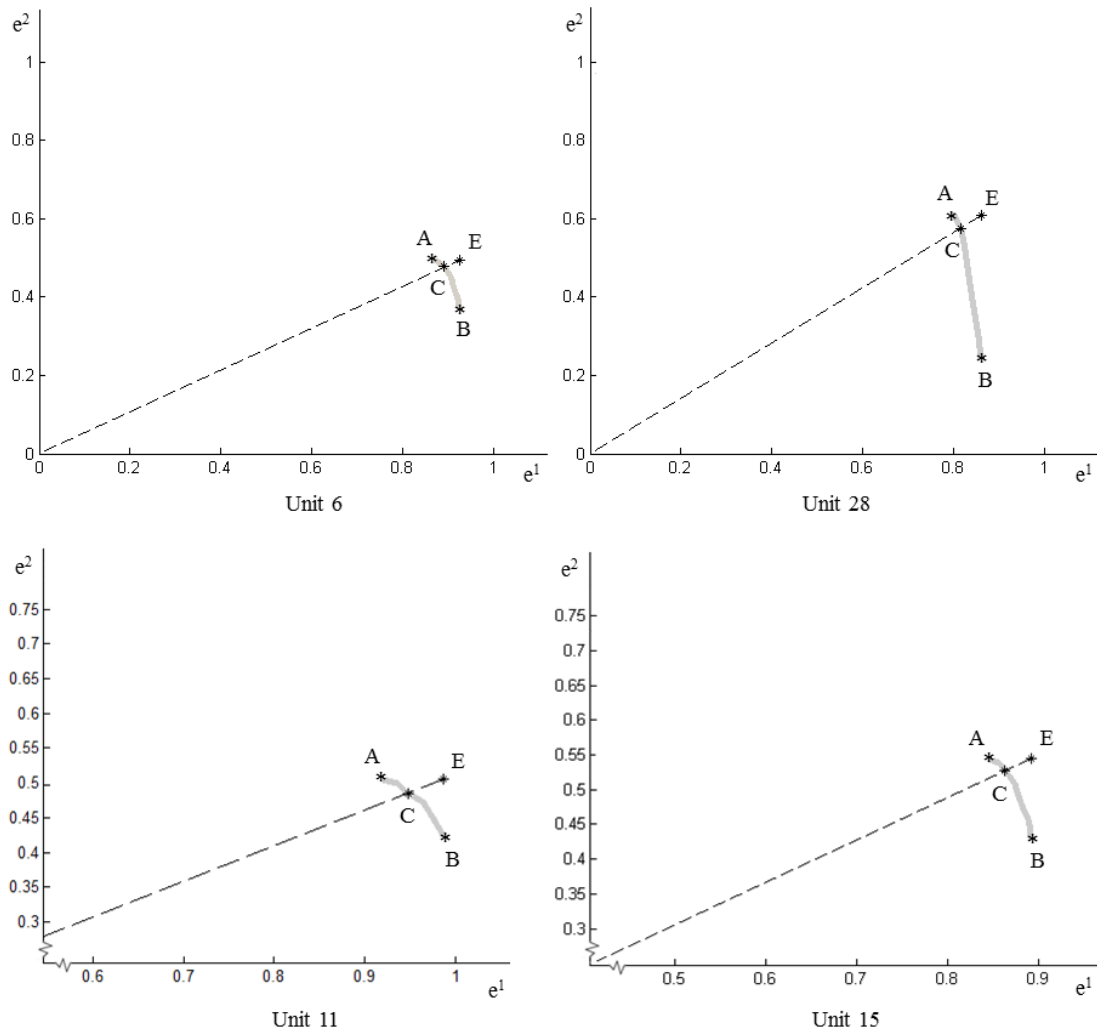 e²
1
0.8
0.6
0.4
0.2
0
0 0.2 0.4 0.6 0.8 1
e¹
A
E
C
B
Unit 6
e²
1
0.8
0.6
0.4
0.2
0
0 0.2 0.4 0.6 0.8 1
e¹
A
E
C
B
Unit 28
e²
0.75
0.7
0.65
0.6
0.55
0.5
0.45
0.4
0.35
0.3
0.6 0.7 0.8 0.9 1
e¹
A
E
C
B
Unit 11
e²
0.75
0.7
0.65
0.6
0.55
0.5
0.45
0.4
0.35
0.3
0.5 0.6 0.7 0.8 0.9
e¹
A
E
C
B
Unit 15